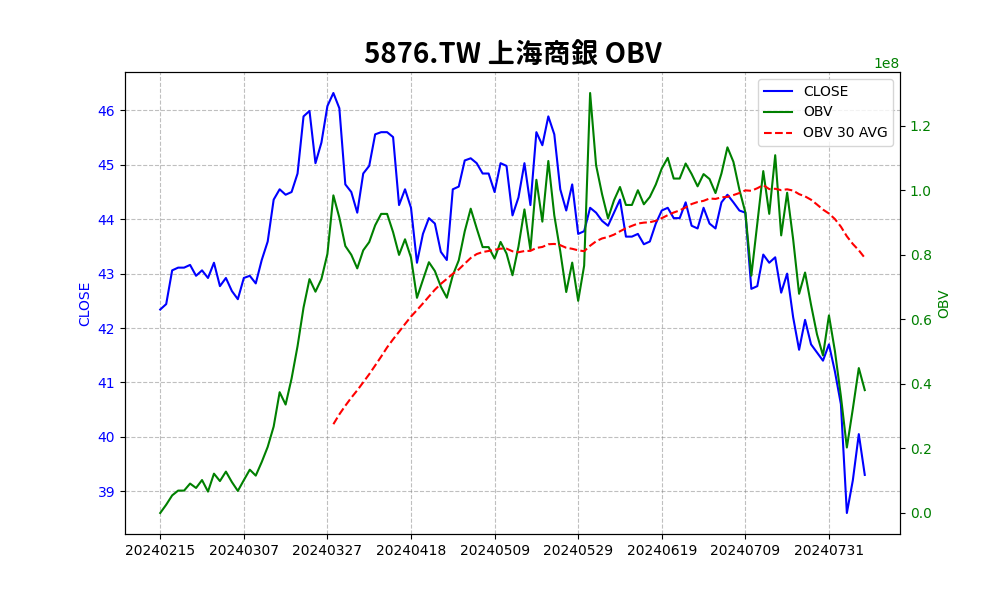 5876.TW 上海商銀 OBV
1e8
CLOSE
OBV
OBV 30 AVG
46
45
44
43
42
41
40
39
CLOSE
1.2
1.0
0.8
0.6
0.4
0.2
0.0
OBV
20240215 20240307 20240327 20240418 20240509 20240529 20240619 20240709 20240731